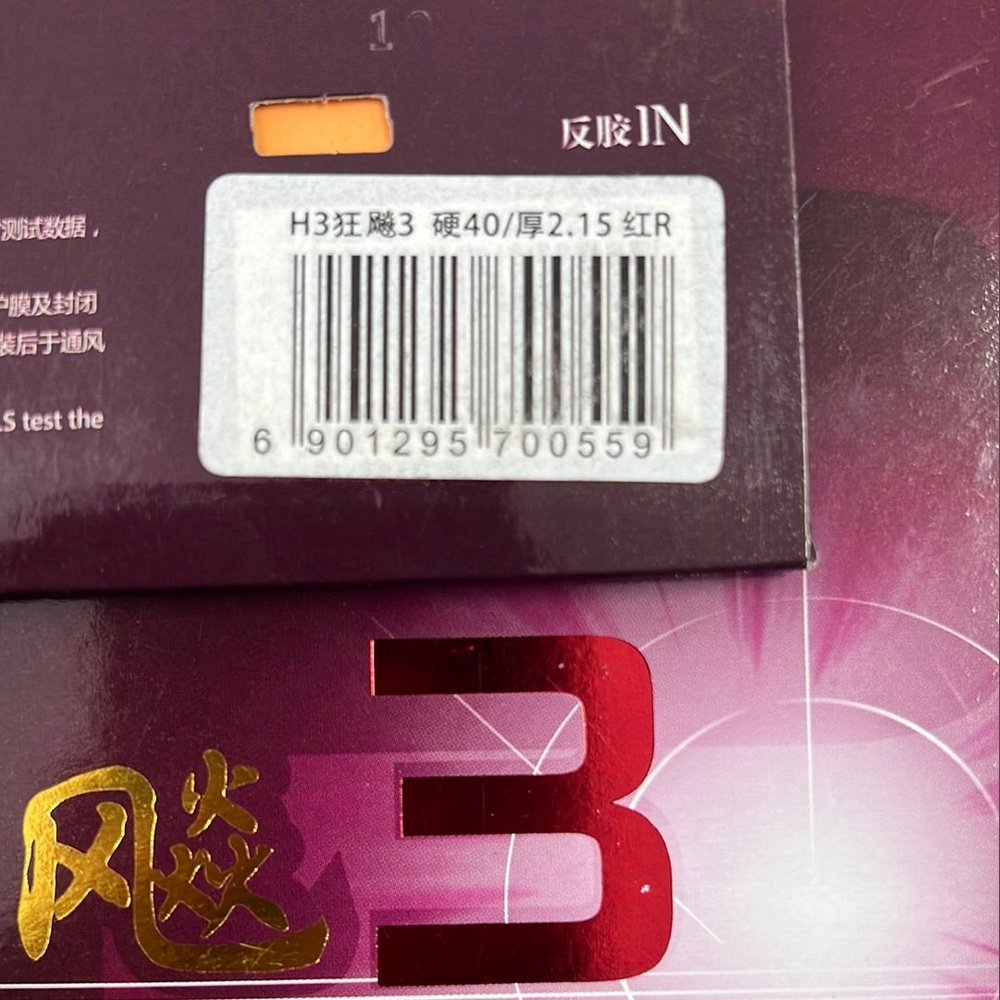 反胶IN
H3狂飚3 硬40/厚2.15 红R
6 901295 700559
测试数据，
护膜及封闭
装后于通风
LS test the
飚3